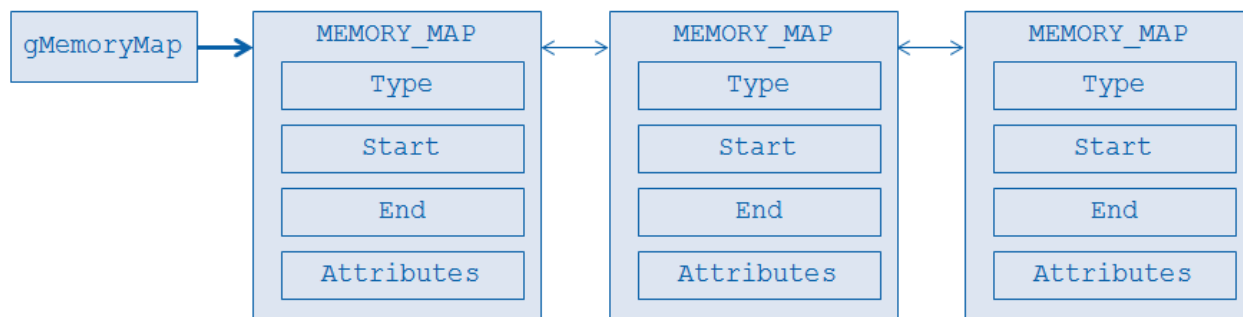 gMemoryMap
MEMORY_MAP
Type
Start
End
Attributes
MEMORY_MAP
Type
Start
End
Attributes
MEMORY_MAP
Type
Start
End
Attributes